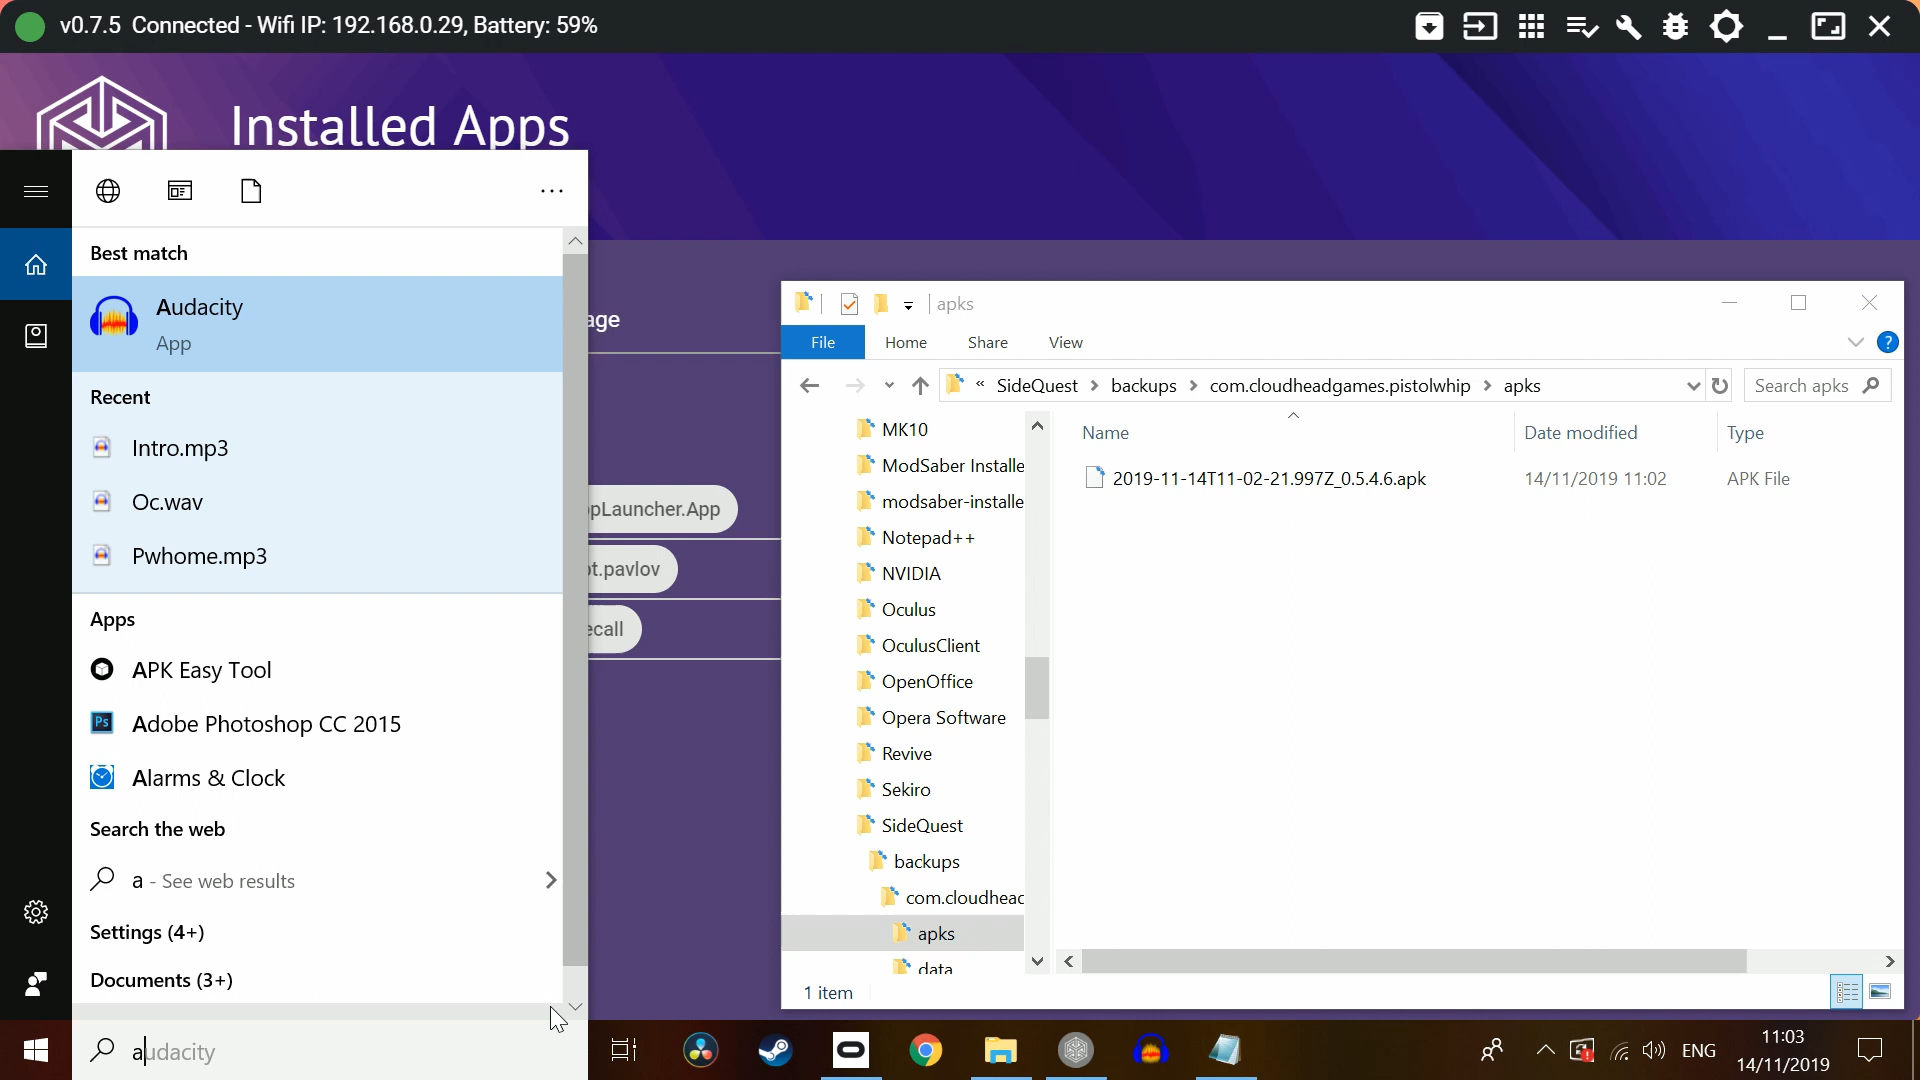 v0.7.5 Connected - Wifi IP: 192.168.0.29, Battery: 59%
Installed Apps
Best match
Audacity
App
Recent
Intro.mp3
Oc.wav
Pwhome.mp3
Apps
APK Easy Tool
Ps Adobe Photoshop CC 2015
Alarms & Clock
Search the web
a - See web results
Settings (4+)
Documents (3+)
audacity
age
pLauncher.App
t.pavlov
ecall
apks
File Home Share View
« SideQuest > backups > com.cloudheadgames.pistolwhip > apks
Search apks
MK10
ModSaber Installe
modsaber-installe
Notepad++
NVIDIA
Oculus
OculusClient
OpenOffice
Opera Software
Revive
Sekiro
SideQuest
backups
com.cloudheac
apks
data
Name Date modified Type
2019-11-14T11-02-21.997Z_0.5.4.6.apk 14/11/2019 11:02 APK File
1 item
ENG
11:03
14/11/2019